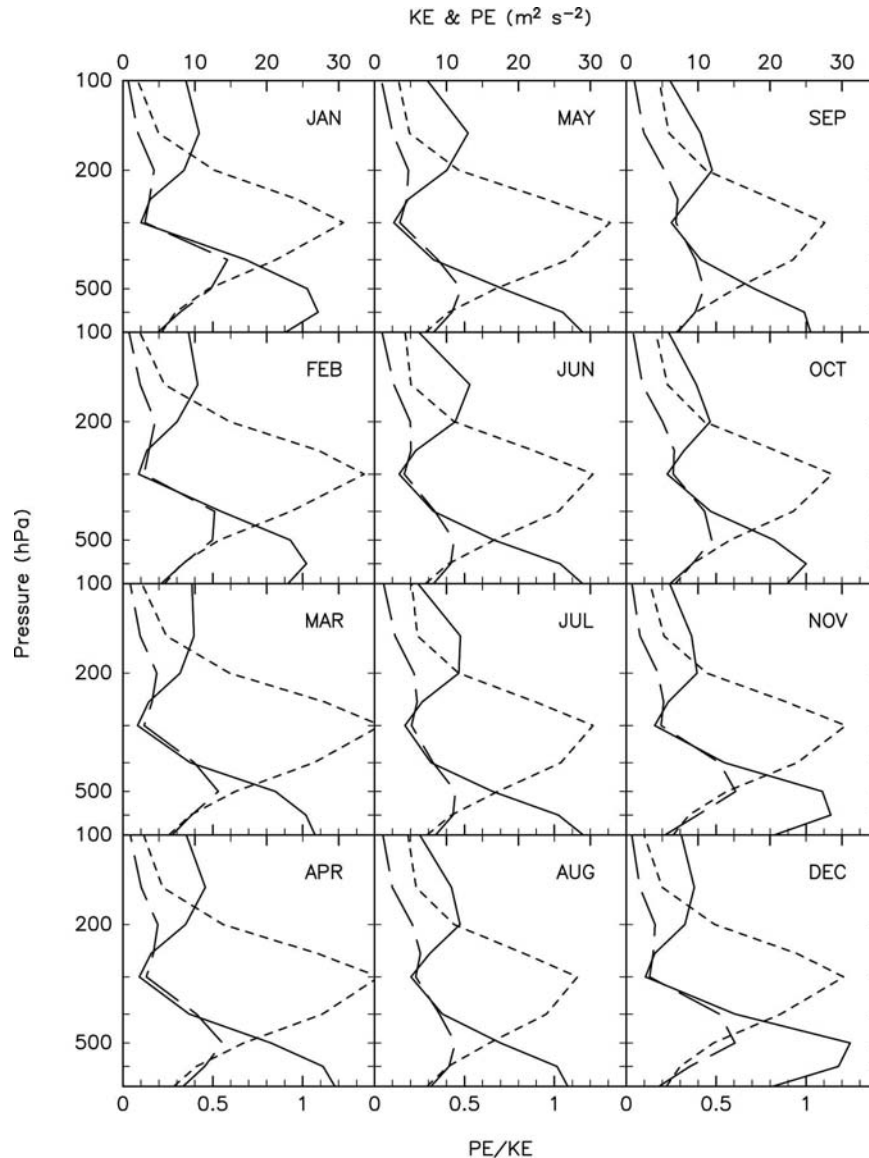 KE & PE (m² s⁻²)
0 10 20 30 0 10 20 30 0 10 20 30
100 JAN MAY SEP
200
500
100 FEB JUN OCT
200
500
100 MAR JUL NOV
200
500
100 APR AUG DEC
200
500
0 0.5 1 0 0.5 1 0 0.5 1
Pressure (hPa)
PE/KE